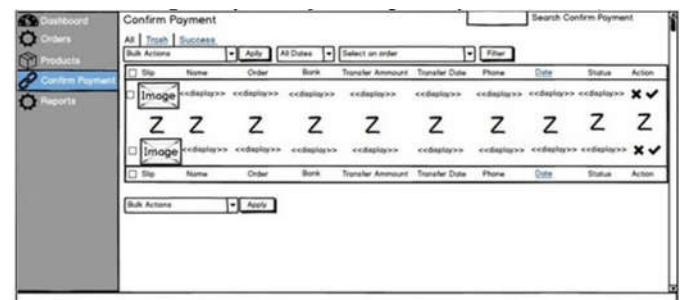 Dashboard
Orders
Products
Confirm Payment
Reports
Confirm Payment
Search Confirm Payment
All | Trash | Success
Bulk Actions Aplly All Dates Select an order Filter
Slip Name Order Bank Transfer Ammount Transfer Date Phone Date Status Action
Image <<display>> <<display>> <<display>> <<display>> <<display>> <<display>> <<display>> <<display>>
Z Z Z Z Z Z Z Z Z Z
Image <<display>> <<display>> <<display>> <<display>> <<display>> <<display>> <<display>> <<display>>
Slip Name Order Bank Transfer Ammount Transfer Date Phone Date Status Action
Bulk Actions Apply